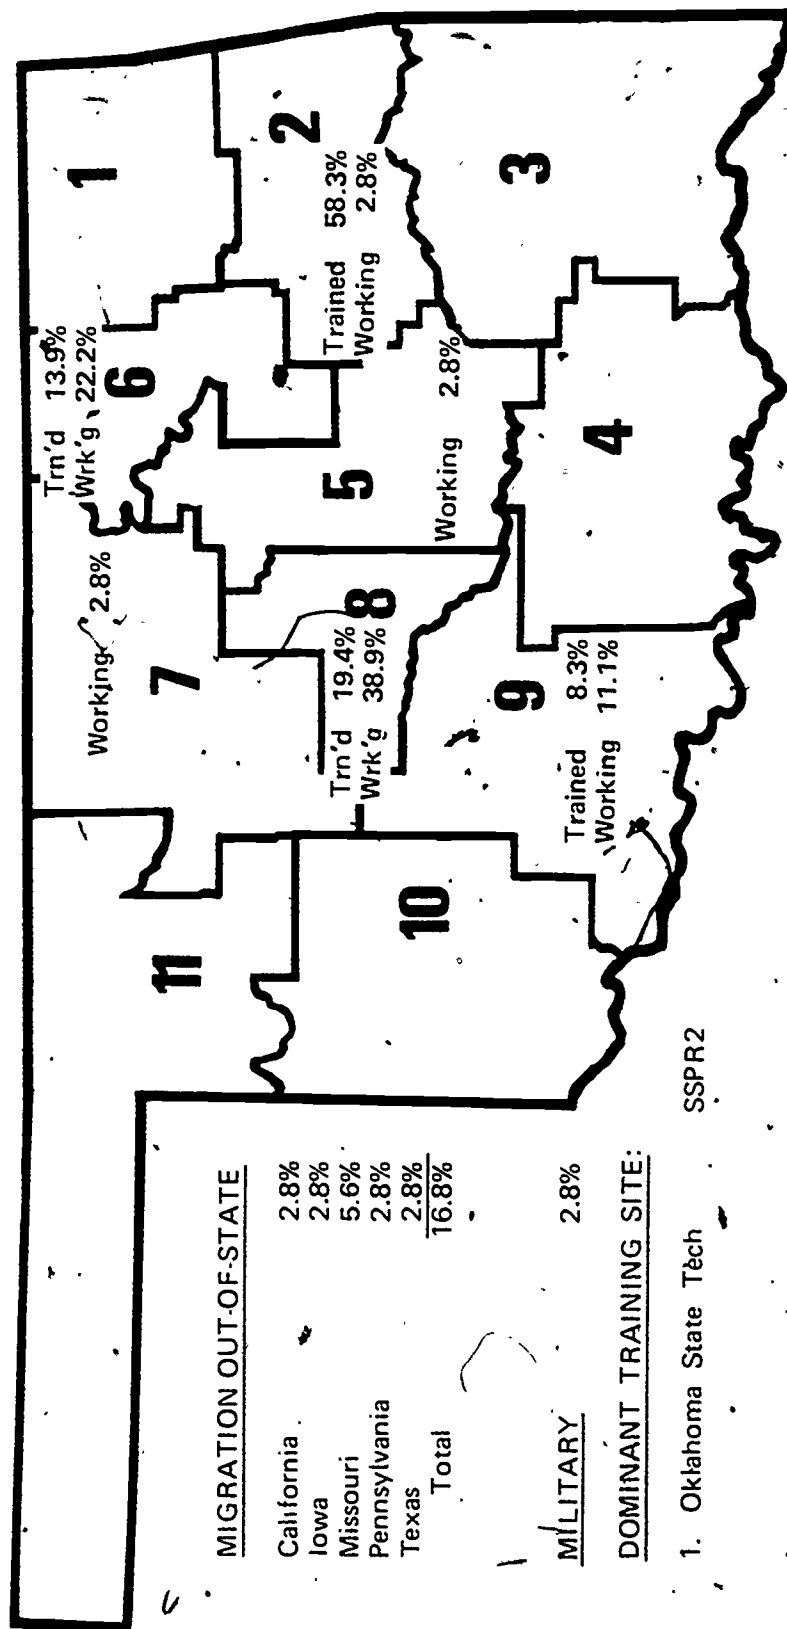 11
7
Working 2.8%
Trn'd 13.9%
Wrk'g 22.2%
6
1
10
Trn'd 19.4%
Wrk'g 38.9%
8
5
Working 2.8%
2
Trained 58.3%
Working 2.8%
9
Trained 8.3%
Working 11.1%
4
3
MIGRATION OUT-OF-STATE
California 2.8%
Iowa 2.8%
Missouri 5.6%
Pennsylvania 2.8%
Texas 2.8%
Total 16.8%
MILITARY 2.8%
DOMINANT TRAINING SITE:
1. Oklahoma State Tech
SSPR2